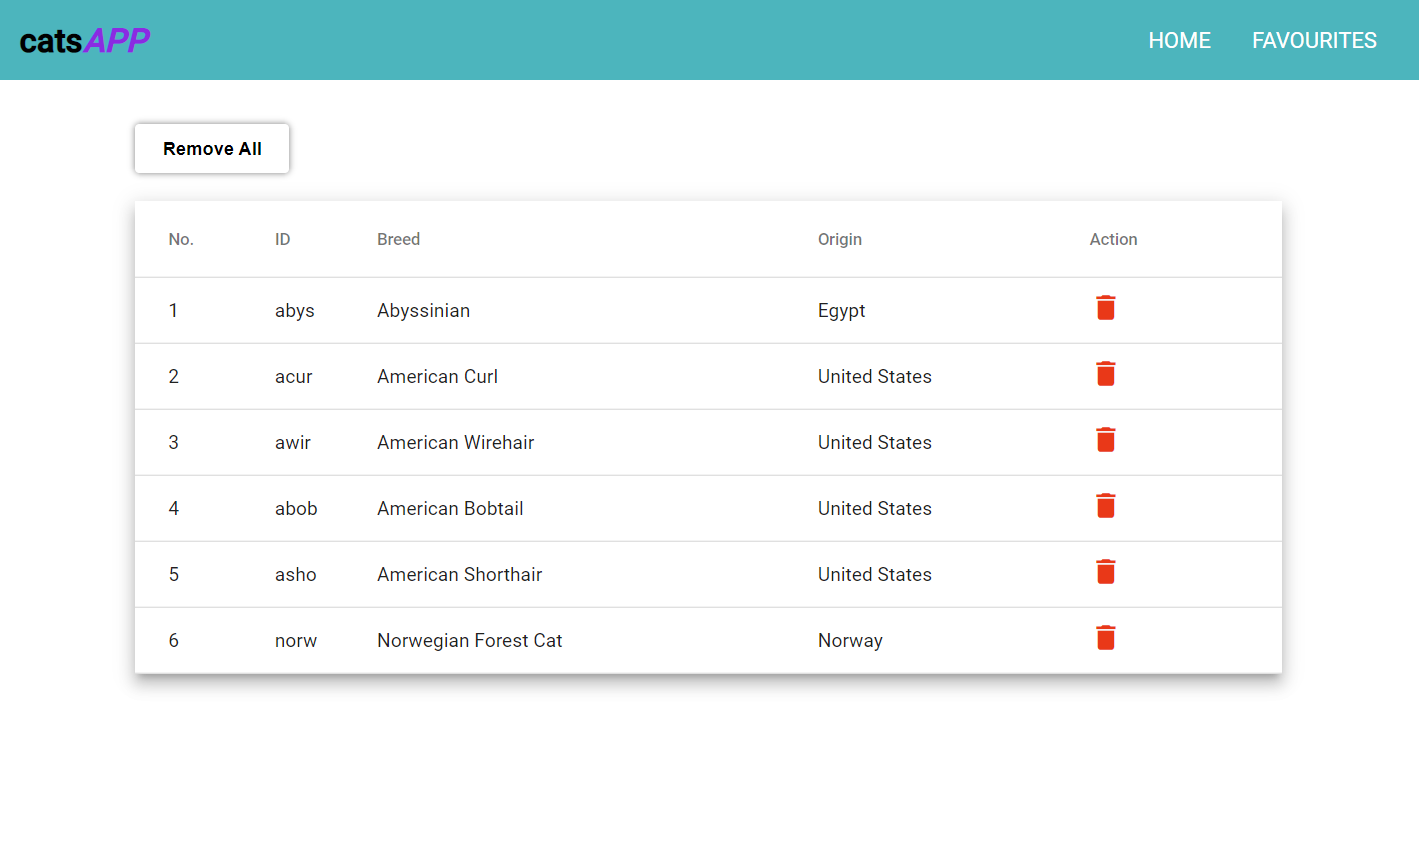 catsAPP HOME FAVOURITES
Remove All
No. ID Breed Origin Action
1 abys Abyssinian Egypt
2 acur American Curl United States
3 awir American Wirehair United States
4 abob American Bobtail United States
5 asho American Shorthair United States
6 norw Norwegian Forest Cat Norway